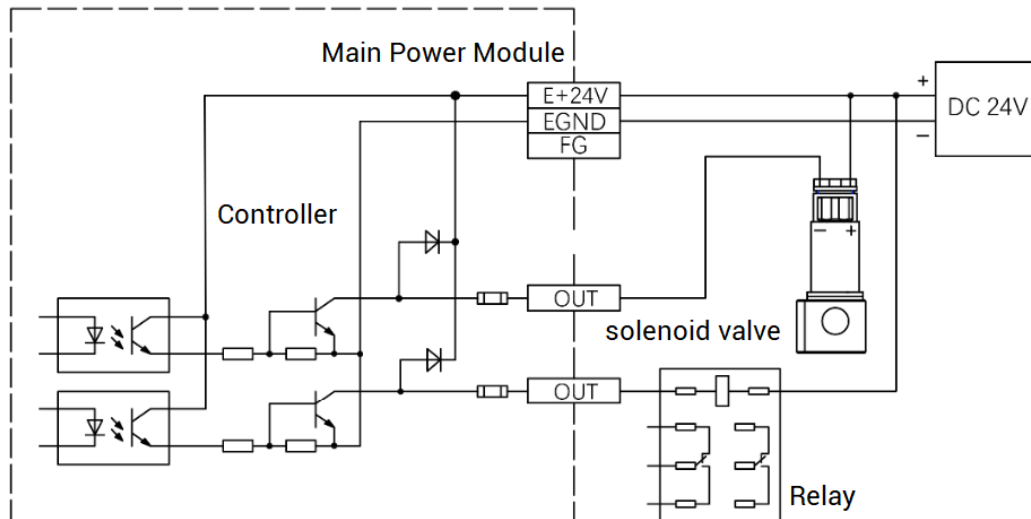 Main Power Module
E+24V
+
DC 24V
EGND
−
FG
Controller
− +
OUT
solenoid valve
OUT
Relay